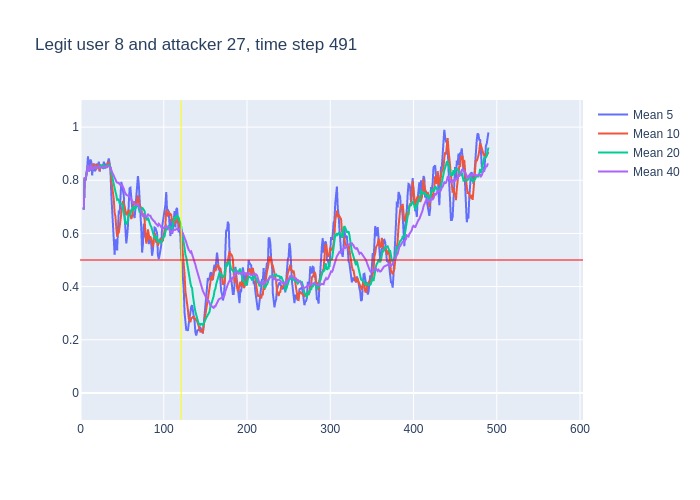 Legit user 8 and attacker 27, time step 491
Mean 5
Mean 10
Mean 20
Mean 40
1
0.8
0.6
0.4
0.2
0
0 100 200 300 400 500 600